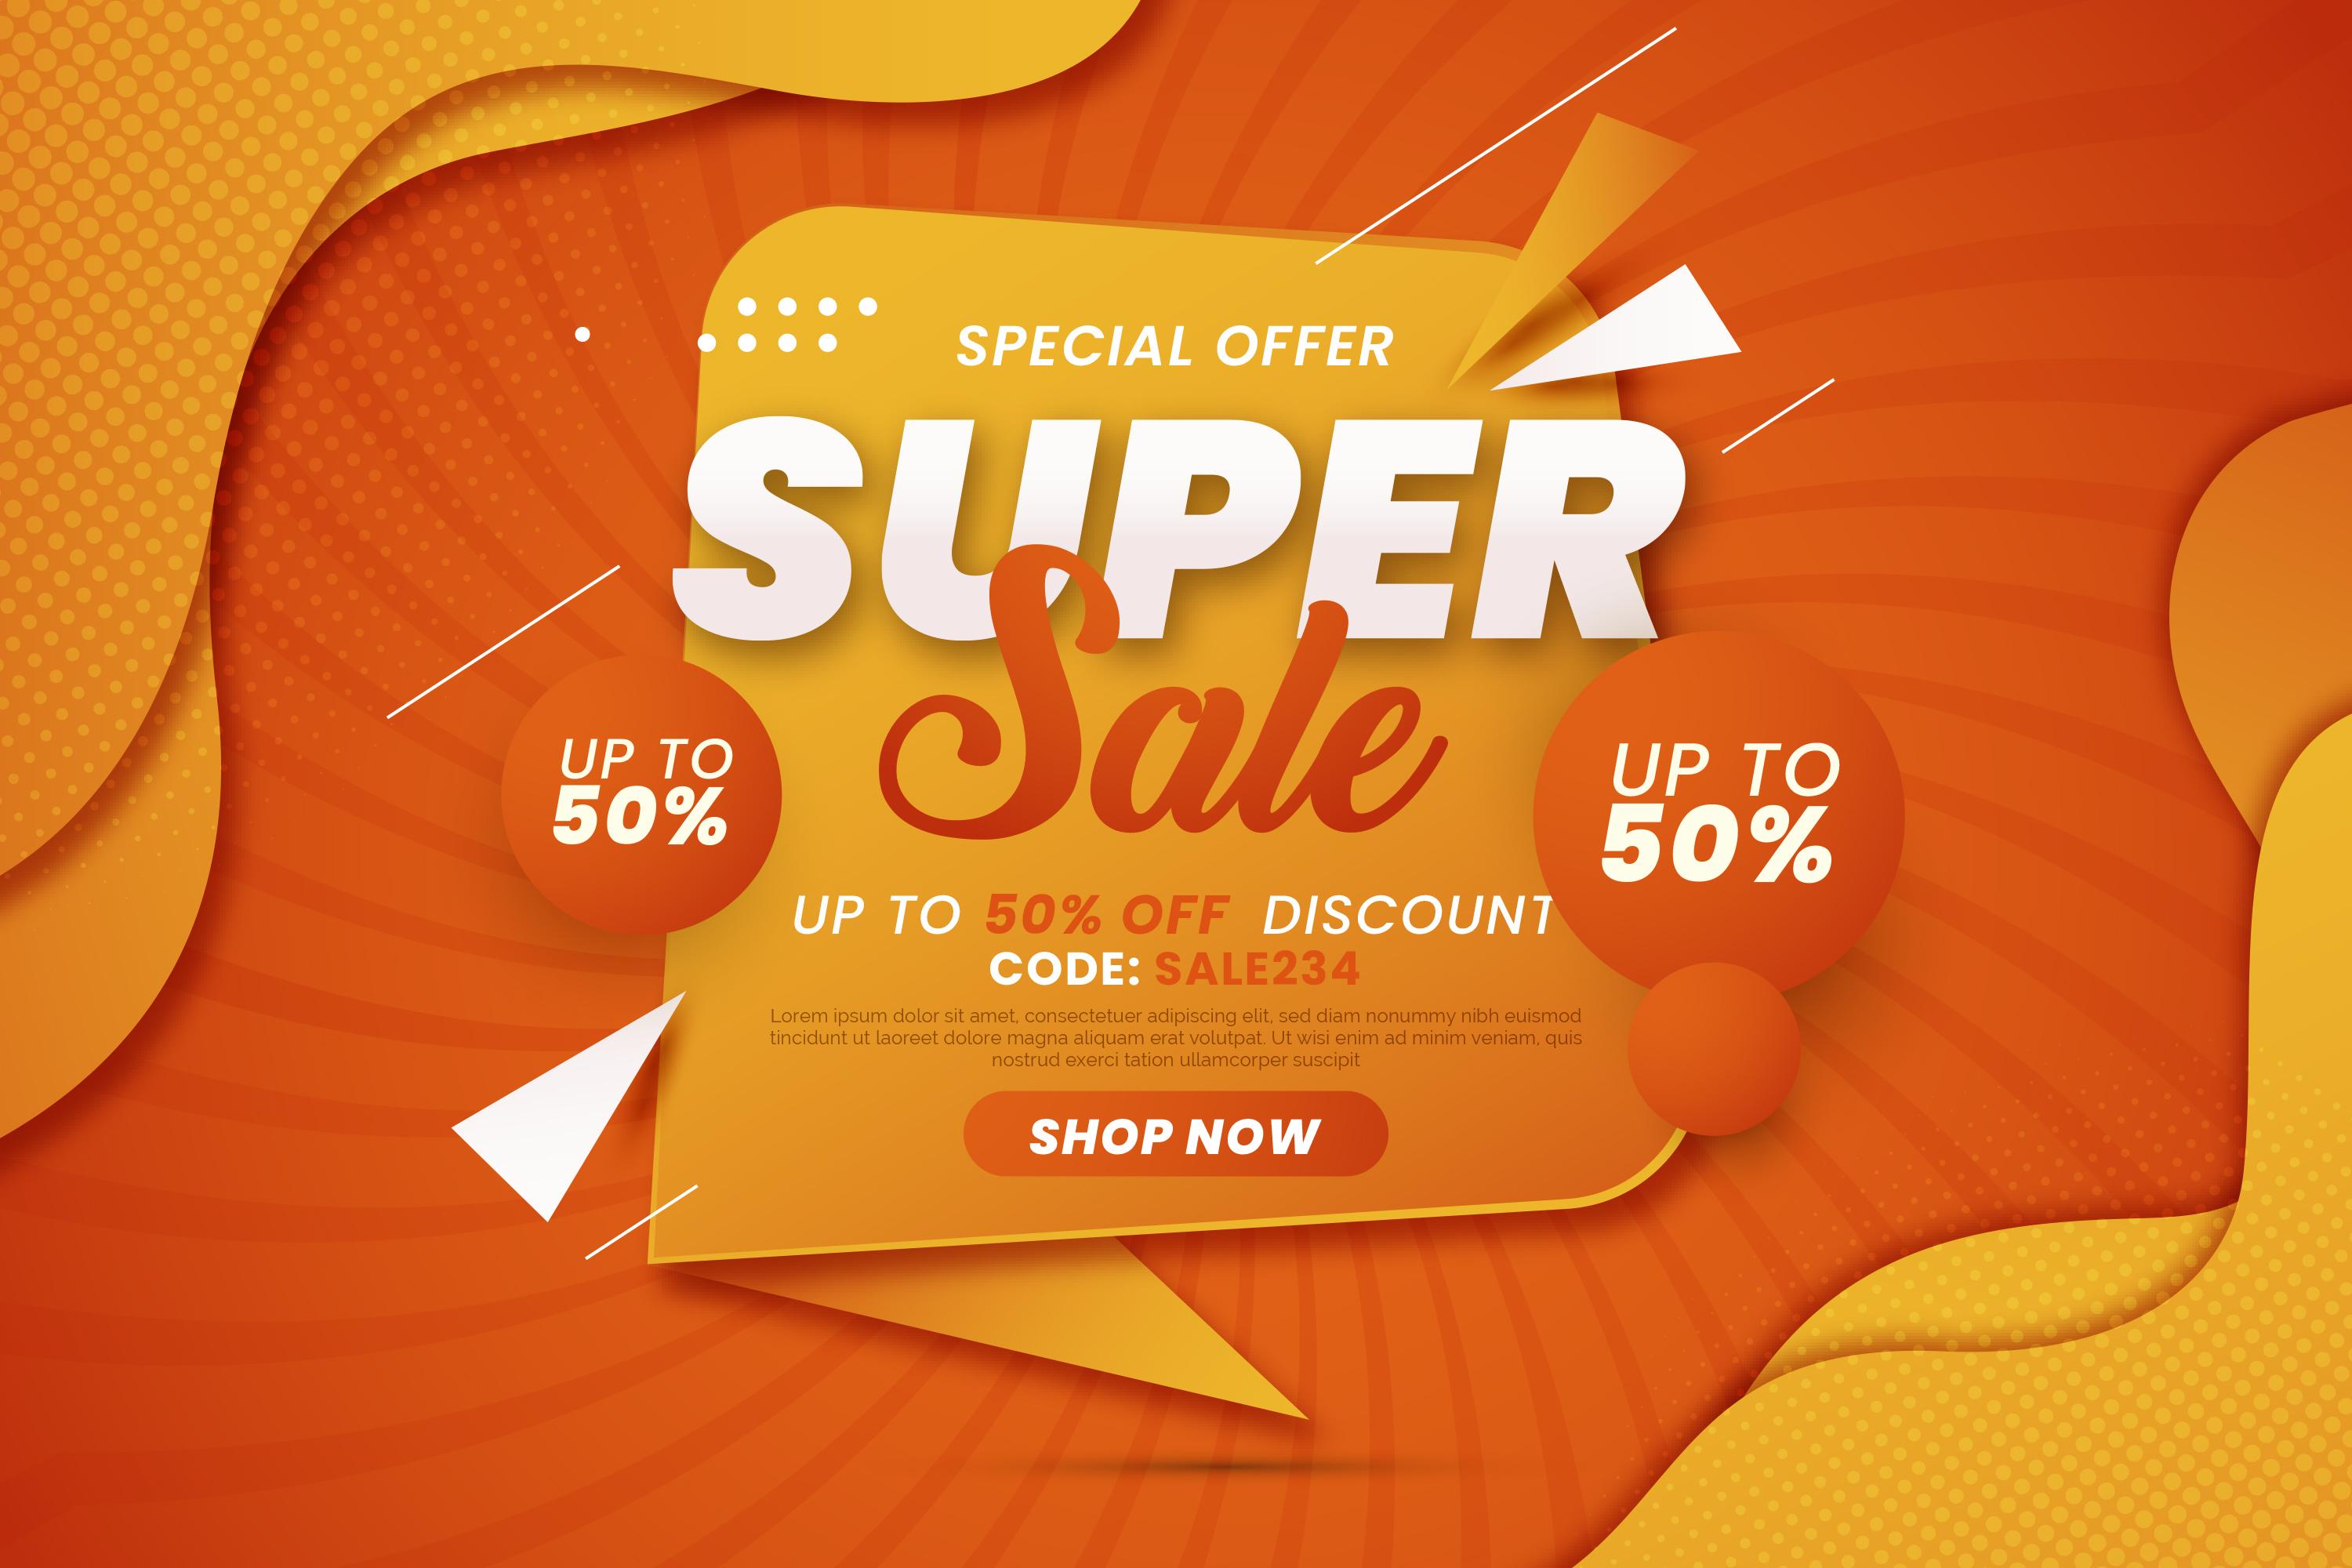 SPECIAL OFFER
SUPER
Sale
UP TO
50%
UP TO
50%
UP TO 50% OFF DISCOUNT
CODE: SALE234
Lorem ipsum dolor sit amet, consectetuer adipiscing elit, sed diam nonummy nibh euismod
tincidunt ut laoreet dolore magna aliquam erat volutpat. Ut wisi enim ad minim veniam, quis
nostrud exerci tation ullamcorper suscipit
SHOP NOW